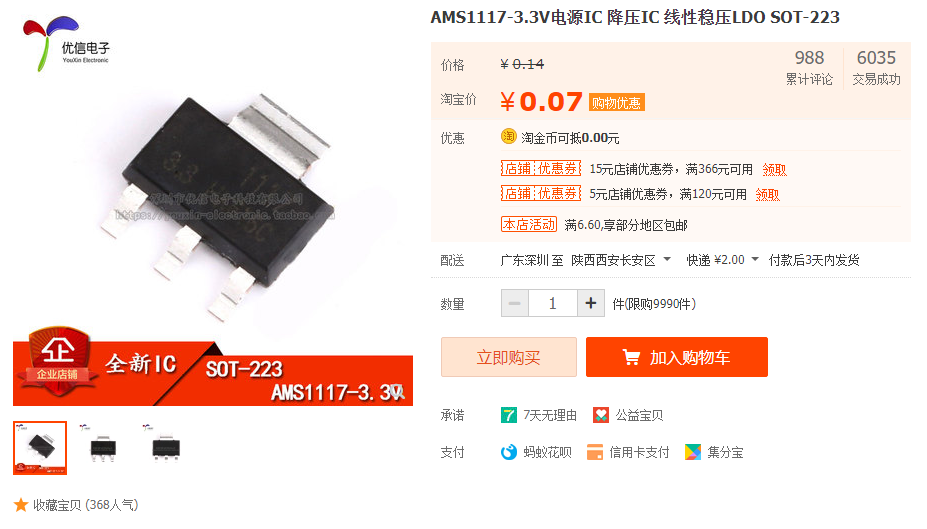 优信电子
YouXin Electronic
AMS1117-3.3V电源IC 降压IC 线性稳压LDO SOT-223
价格
¥ 0.14
988
累计评论
6035
交易成功
淘宝价
¥ 0.07 购物优惠
优惠
淘 淘金币可抵0.00元
店铺 优惠券 15元店铺优惠券，满366元可用 领取
店铺 优惠券 5元店铺优惠券，满120元可用 领取
本店活动 满6.60,享部分地区包邮
配送
广东深圳 至 陕西西安长安区 快递 ¥2.00 付款后3天内发货
数量
1
件(限购9990件)
立即购买
加入购物车
承诺
7 7天无理由
公益宝贝
支付
蚂蚁花呗
信用卡支付
集分宝
深圳市优信电子科技有限公司
https://youxin-electronic.taobao.com
企
企业店铺
全新IC
SOT-223
AMS1117-3.3V
收藏宝贝 (368人气)